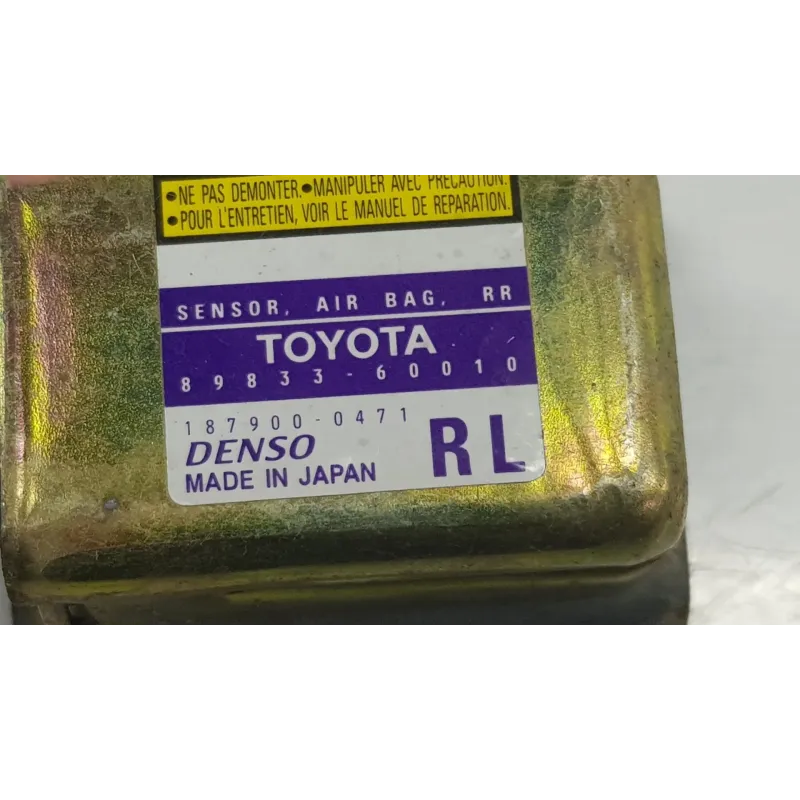 •NE PAS DEMONTER. •MANIPULER AVEC PRECAUTION.
•POUR L'ENTRETIEN, VOIR LE MANUEL DE REPARATION.
SENSOR, AIR BAG, RR
TOYOTA
89833-60010
187900-0471
DENSO RL
MADE IN JAPAN